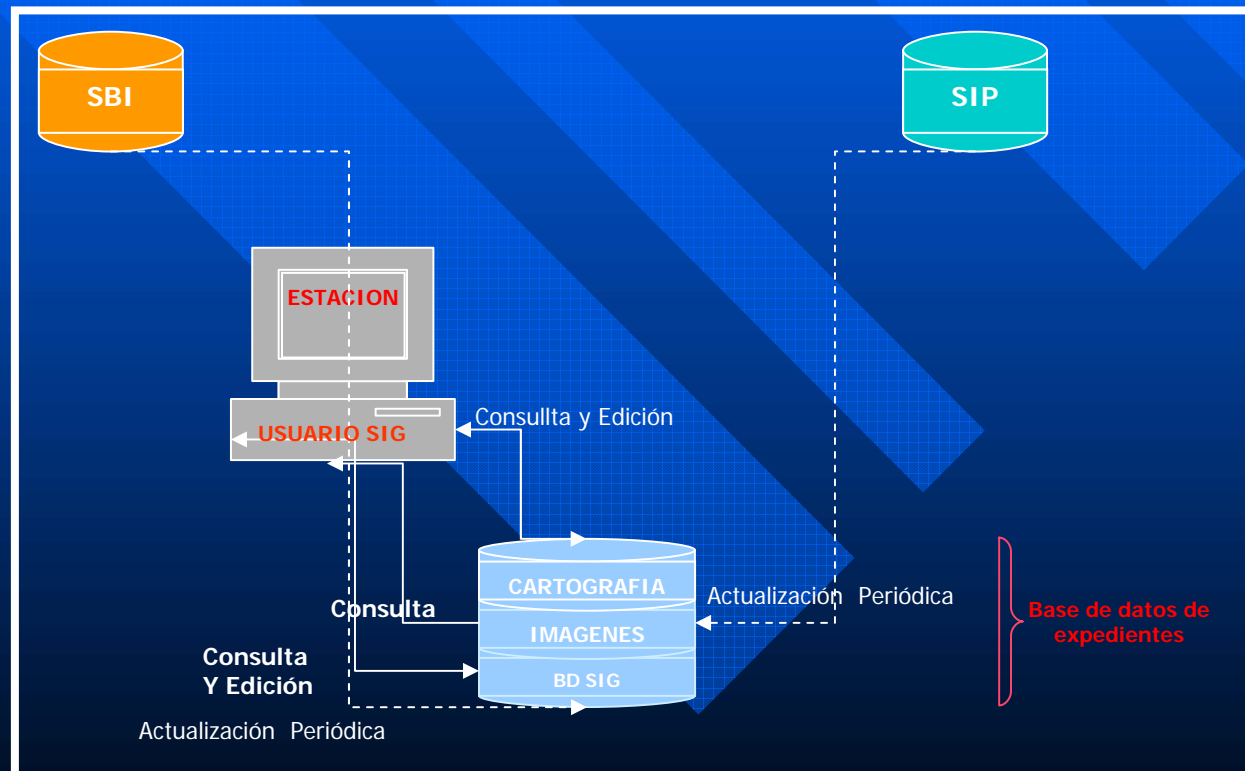 SBI
SIP
ESTACION
USUARIO SIG
Consullta y Edición
CARTOGRAFIA
IMAGENES
BD SIG
Consulta
Consulta
Y Edición
Actualización Periódica
Actualización Periódica
Base de datos de
expedientes